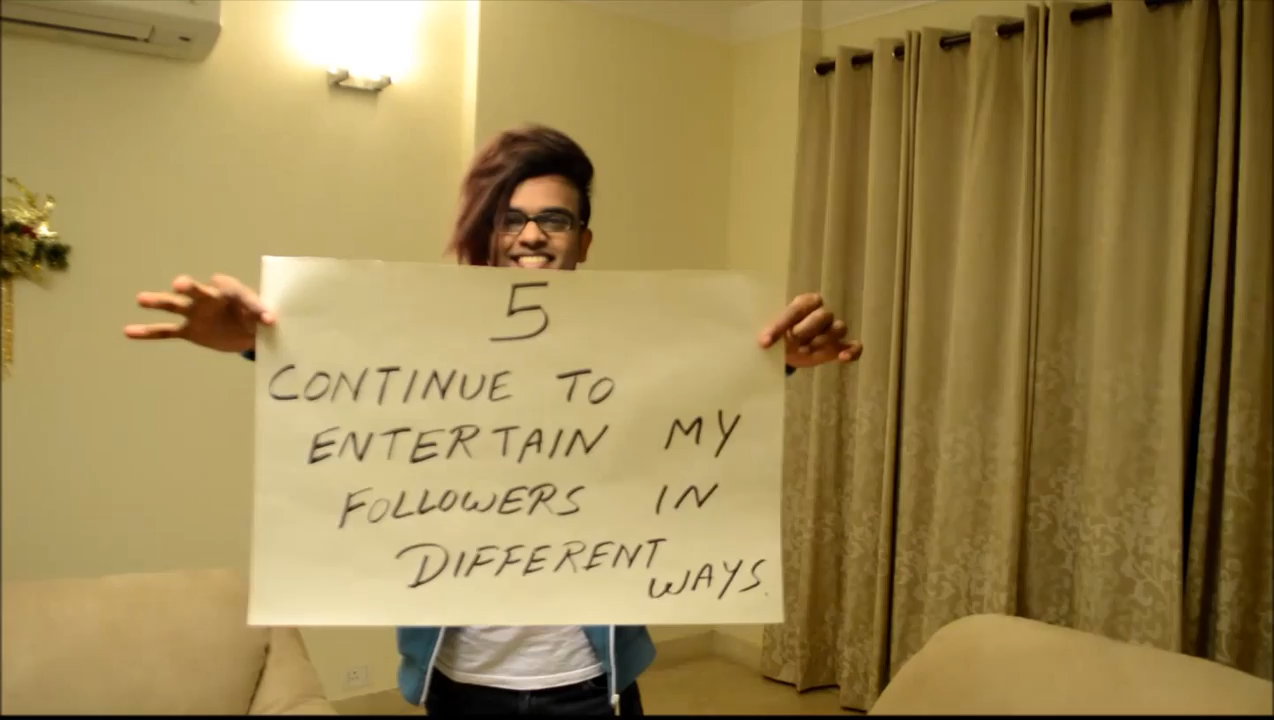 5
CONTINUE TO
ENTERTAIN MY
FOLLOWERS IN
DIFFERENT
WAYS.